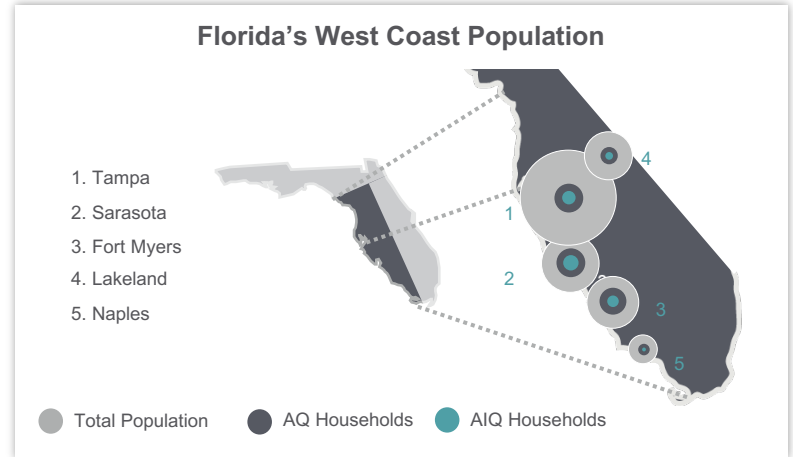 Florida’s West Coast Population
1. Tampa
2. Sarasota
3. Fort Myers
4. Lakeland
5. Naples
4
1
2
3
5
Total Population
AQ Households
AIQ Households